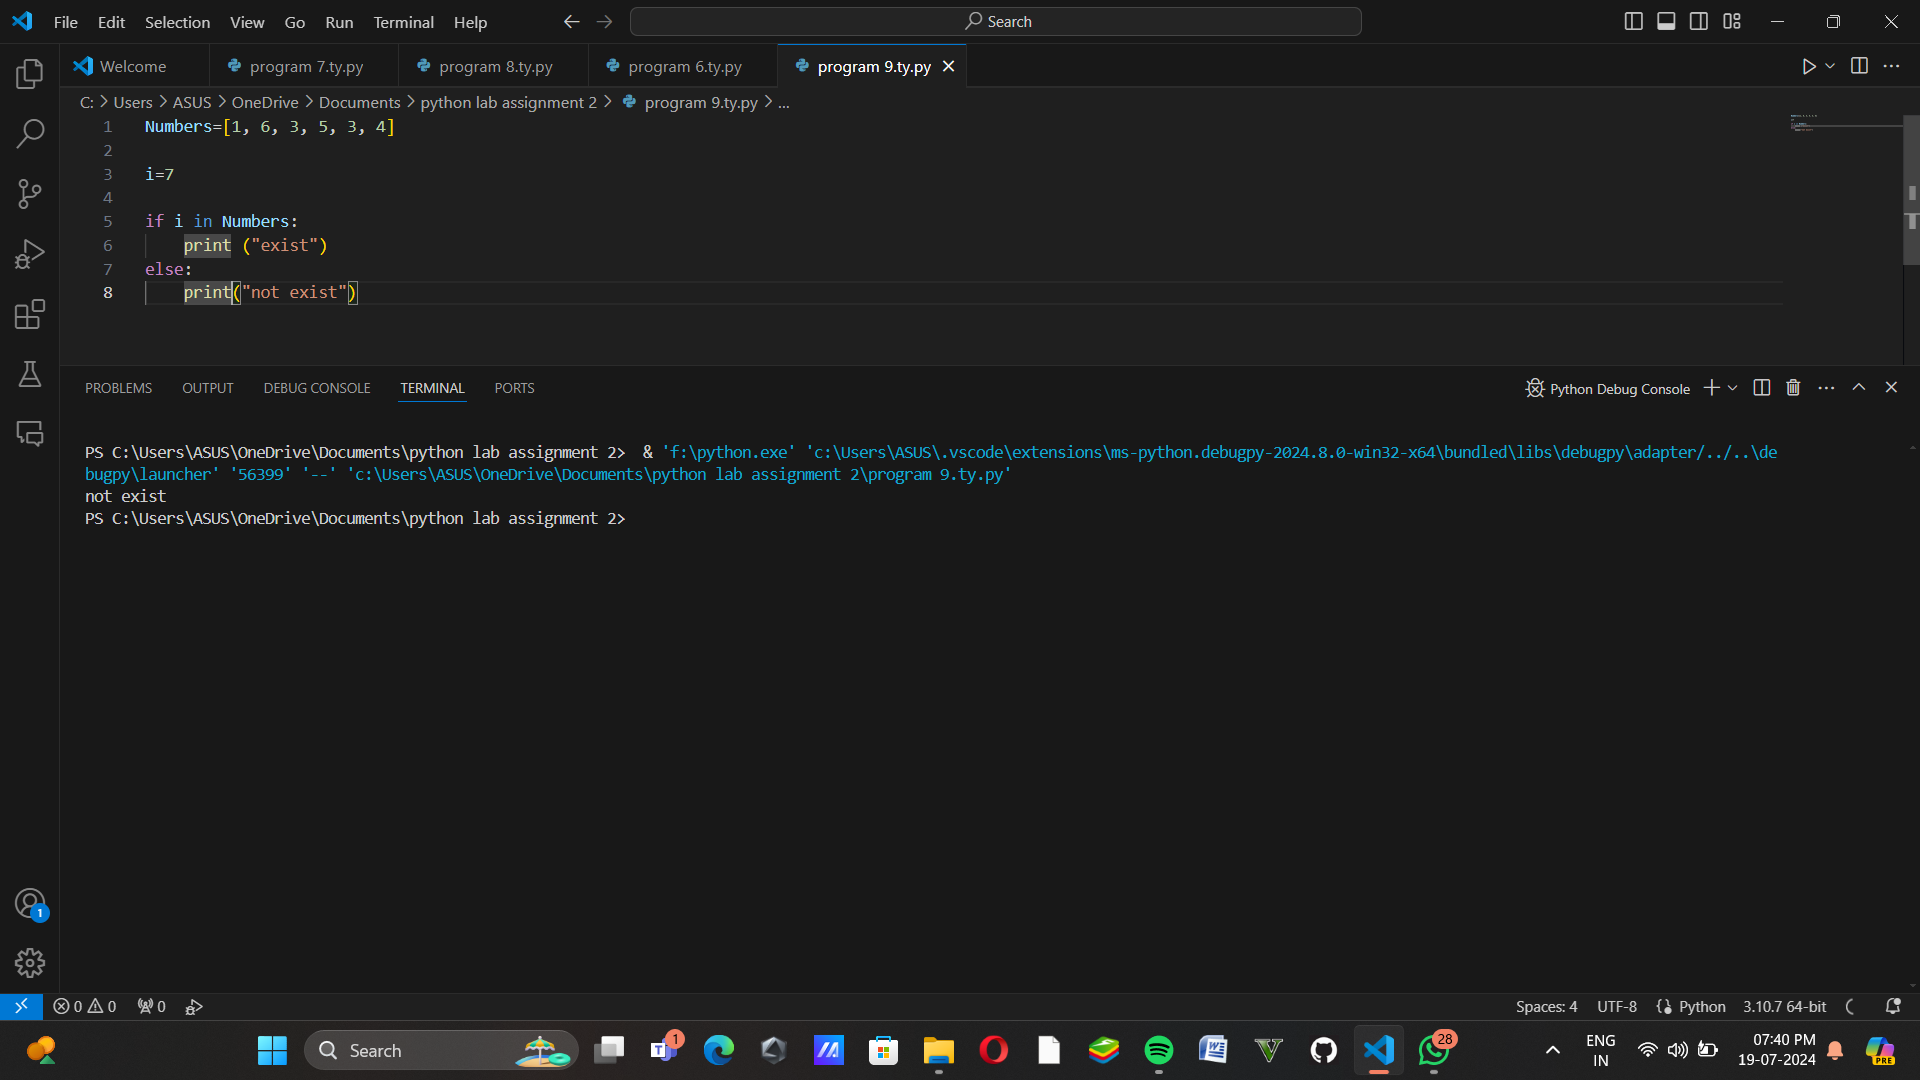 File Edit Selection View Go Run Terminal Help
Search
Welcome program 7.ty.py program 8.ty.py program 6.ty.py program 9.ty.py
C: > Users > ASUS > OneDrive > Documents > python lab assignment 2 > program 9.ty.py > ...
1 Numbers=[1, 6, 3, 5, 3, 4]
2
3 i=7
4
5 if i in Numbers:
6 print ("exist")
7 else:
8 print("not exist")
PROBLEMS OUTPUT DEBUG CONSOLE TERMINAL PORTS
Python Debug Console
PS C:\Users\ASUS\OneDrive\Documents\python lab assignment 2>  & 'f:\python.exe' 'c:\Users\ASUS\.vscode\extensions\ms-python.debugpy-2024.8.0-win32-x64\bundled\libs\debugpy\adapter/../..\de
bugpy\launcher' '56399' '--' 'c:\Users\ASUS\OneDrive\Documents\python lab assignment 2\program 9.ty.py'
not exist
PS C:\Users\ASUS\OneDrive\Documents\python lab assignment 2>
1
0 0 0
Spaces: 4 UTF-8 Python 3.10.7 64-bit
Search
1
28
ENG
IN
07:40 PM
19-07-2024
PRE